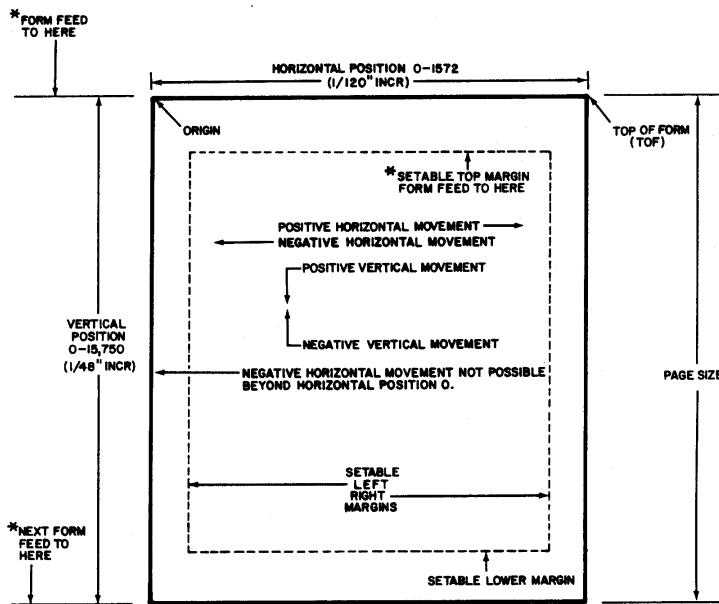 *FORM FEED
TO HERE
HORIZONTAL POSITION 0-1572
(1/120" INCR)
ORIGIN
TOP OF FORM
(TOF)
*SETABLE TOP MARGIN
FORM FEED TO HERE
POSITIVE HORIZONTAL MOVEMENT
NEGATIVE HORIZONTAL MOVEMENT
POSITIVE VERTICAL MOVEMENT
VERTICAL
POSITION
0-15,750
(1/48" INCR)
NEGATIVE VERTICAL MOVEMENT
NEGATIVE HORIZONTAL MOVEMENT NOT POSSIBLE
BEYOND HORIZONTAL POSITION 0.
PAGE SIZE
SETABLE
LEFT
RIGHT
MARGINS
*NEXT FORM
FEED TO
HERE
SETABLE LOWER MARGIN